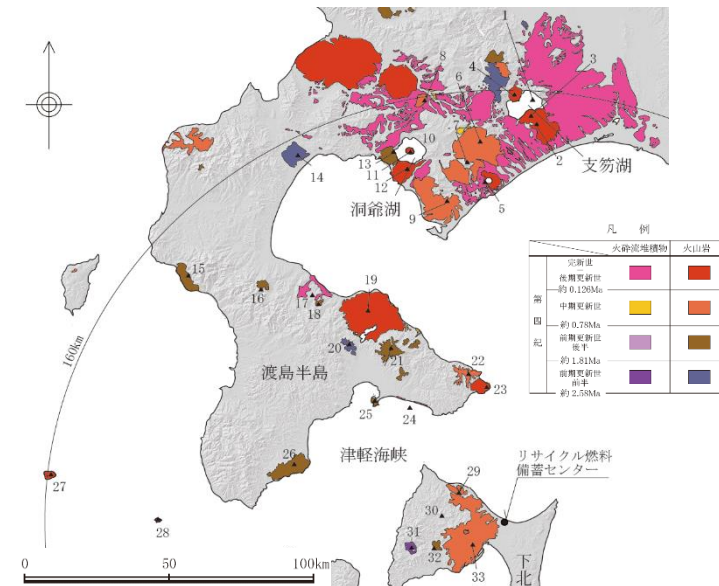 1
3
4
8
6
10
13
11
12
14
2
支笏湖
洞爺湖
9
5
15
16
17
18
19
20
21
22
23
24
25
26
27
28
渡島半島
津軽海峡
160km
リサイクル燃料
備蓄センター
29
30
31
32
33
下北
0 50 100km
凡 例
火砕流堆積物 火山岩
第四紀
完新世
後期更新世
約 0.126Ma
中期更新世
約 0.78Ma
前期更新世
後半
約 1.81Ma
前期更新世
前半
約 2.58Ma